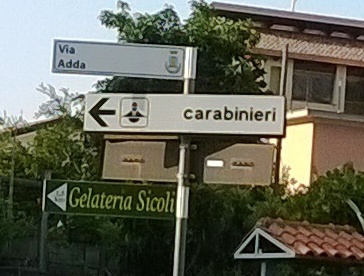 Via
Adda
carabinieri
Gelateria Sicoli